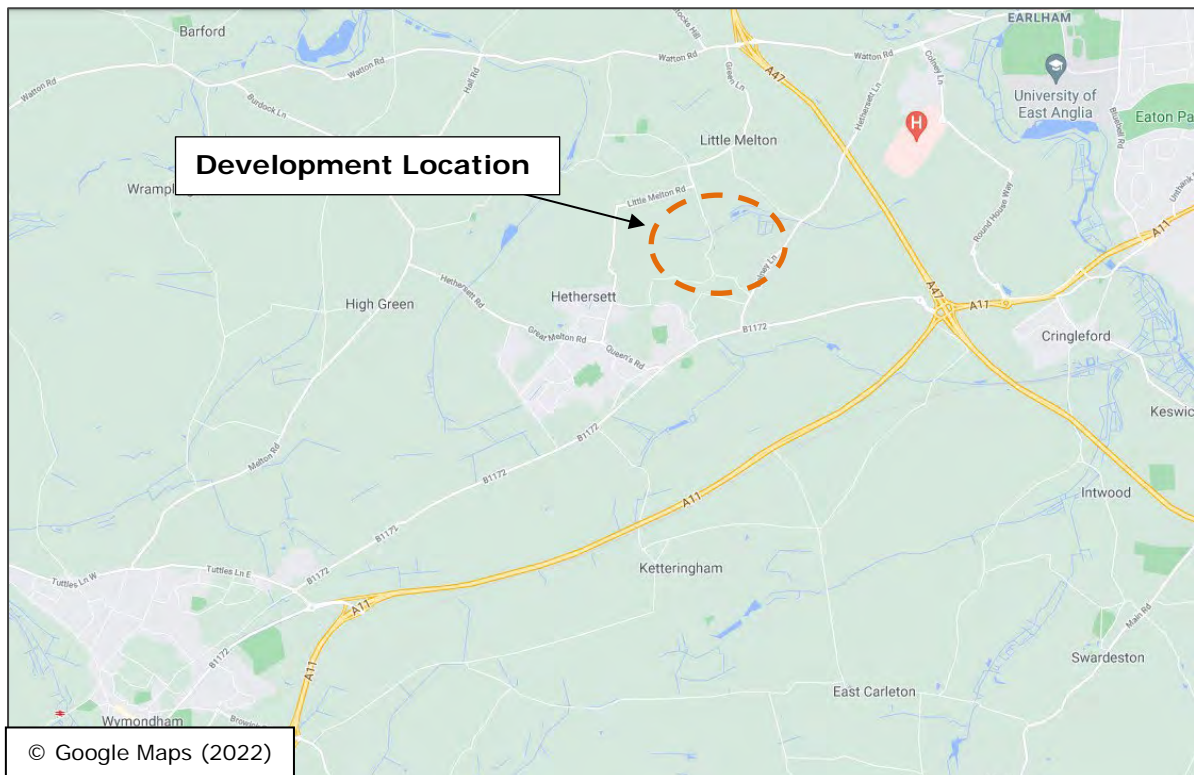 Barford
EARLHAM
Watton Rd
Watton Rd
Watton Rd
Watton Rd
Hall Rd
Green Ln
A47
Hethersett Ln
Colney Ln
University of
East Anglia
Bluebell Rd
Eaton Pa
Burdock Ln
H
Little Melton
Development Location
Little Melton Rd
Round House Way
A11
Hethersett Rd
High Green
Hethersett
A47
A11
Great Melton Rd
Queen's Rd
B1172
Cringleford
Keswic
B1172
Melton Rd
A11
Intwood
B1172
Tuttles Ln W
Tuttles Ln E
B1172
Ketteringham
A11
B1172
A11
Main Rd
Swardeston
East Carleton
Wymondham
© Google Maps (2022)